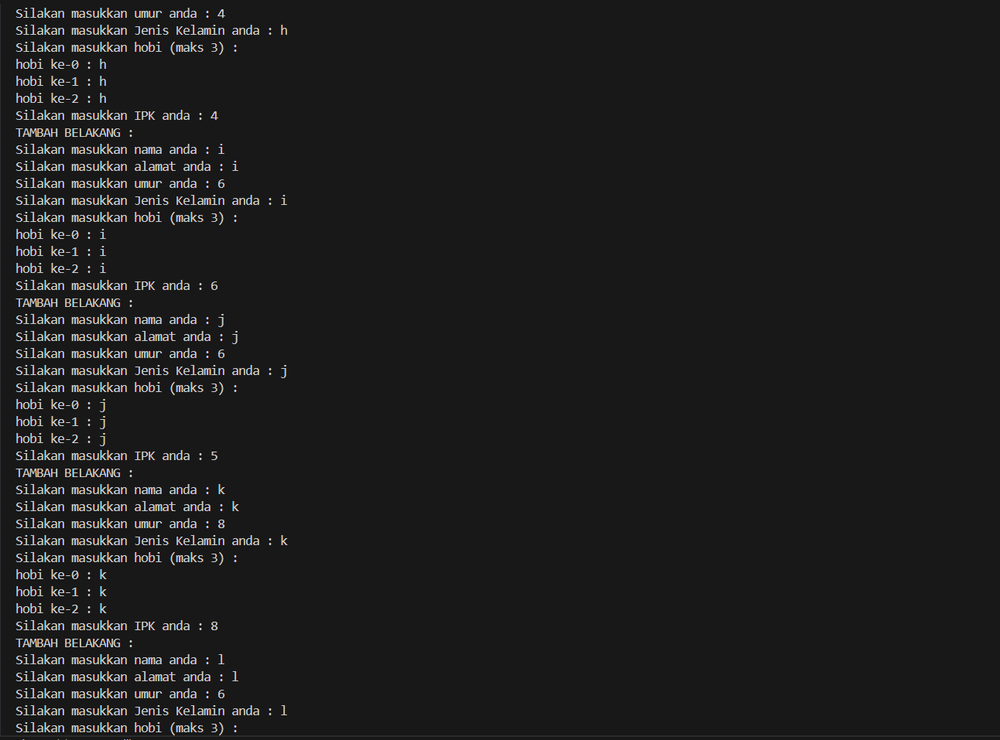 Silakan masukkan umur anda : 4
Silakan masukkan Jenis Kelamin anda : h
Silakan masukkan hobi (maks 3) :
hobi ke-0 : h
hobi ke-1 : h
hobi ke-2 : h
Silakan masukkan IPK anda : 4
TAMBAH BELAKANG :
Silakan masukkan nama anda : i
Silakan masukkan alamat anda : i
Silakan masukkan umur anda : 6
Silakan masukkan Jenis Kelamin anda : i
Silakan masukkan hobi (maks 3) :
hobi ke-0 : i
hobi ke-1 : i
hobi ke-2 : i
Silakan masukkan IPK anda : 6
TAMBAH BELAKANG :
Silakan masukkan nama anda : j
Silakan masukkan alamat anda : j
Silakan masukkan umur anda : 6
Silakan masukkan Jenis Kelamin anda : j
Silakan masukkan hobi (maks 3) :
hobi ke-0 : j
hobi ke-1 : j
hobi ke-2 : j
Silakan masukkan IPK anda : 5
TAMBAH BELAKANG :
Silakan masukkan nama anda : k
Silakan masukkan alamat anda : k
Silakan masukkan umur anda : 8
Silakan masukkan Jenis Kelamin anda : k
Silakan masukkan hobi (maks 3) :
hobi ke-0 : k
hobi ke-1 : k
hobi ke-2 : k
Silakan masukkan IPK anda : 8
TAMBAH BELAKANG :
Silakan masukkan nama anda : l
Silakan masukkan alamat anda : l
Silakan masukkan umur anda : 6
Silakan masukkan Jenis Kelamin anda : l
Silakan masukkan hobi (maks 3) :